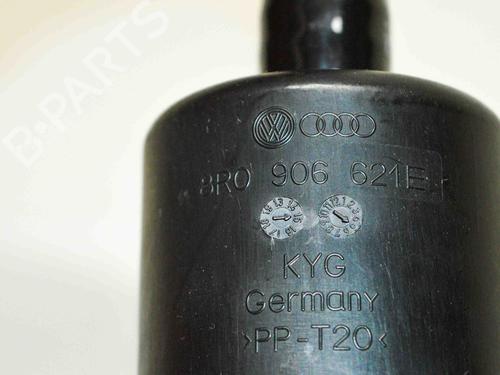 B-PARTS
8R0 906 621E
KYG
Germany
>PP-T20<